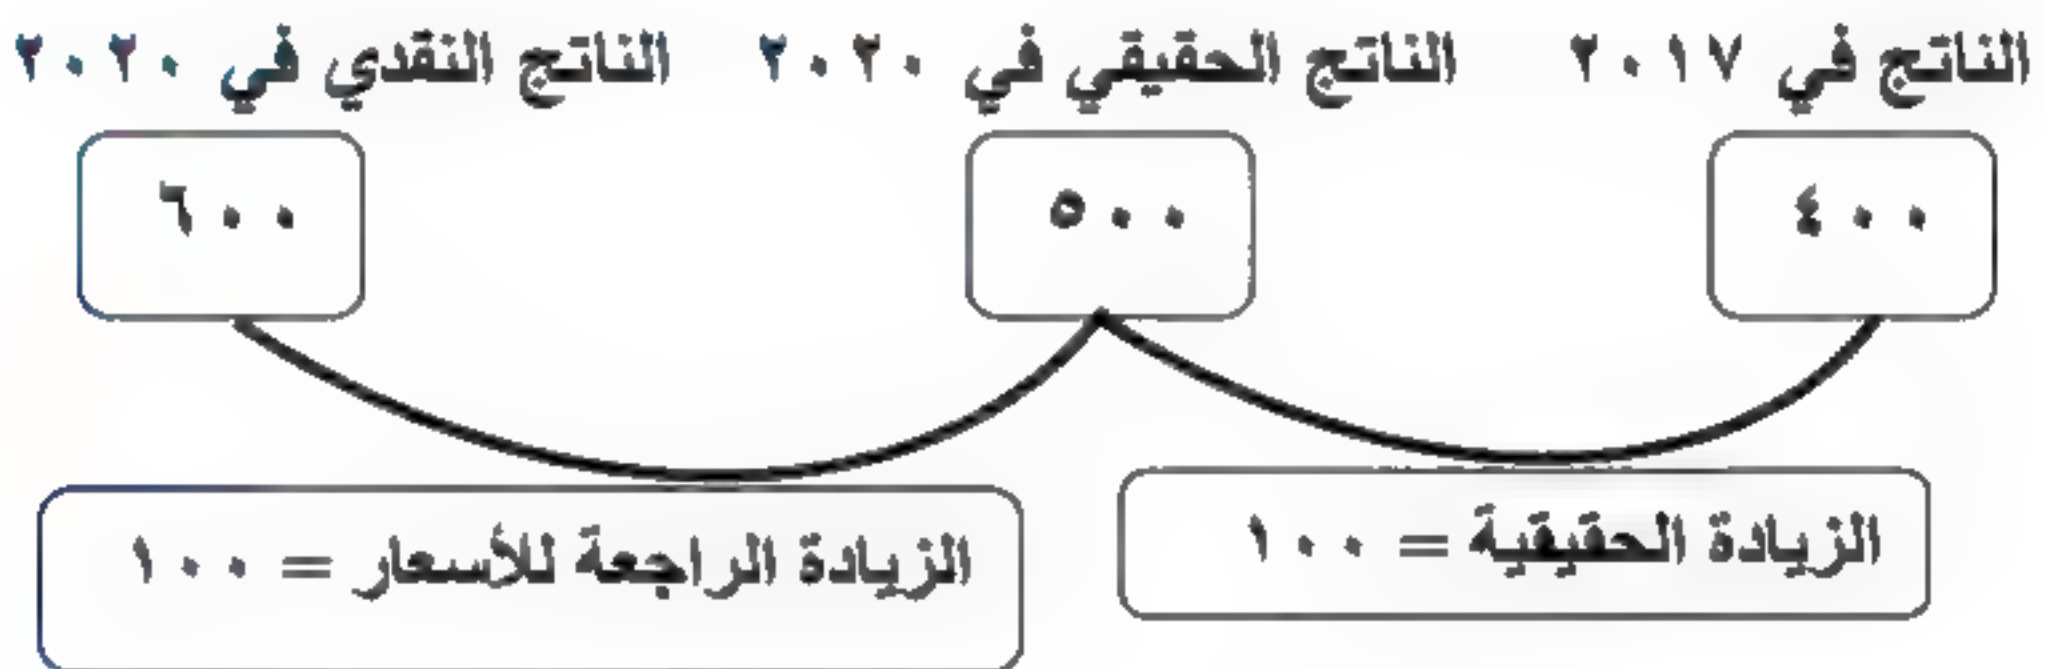 الناتج في ٢٠١٧ الناتج الحقيقي في ٢٠٢٠ الناتج النقدي في ٢٠٢٠
٤٠٠ ٥٠٠ ٦٠٠
الزيادة الحقيقية = ١٠٠
الزيادة الراجعة للأسعار = ١٠٠